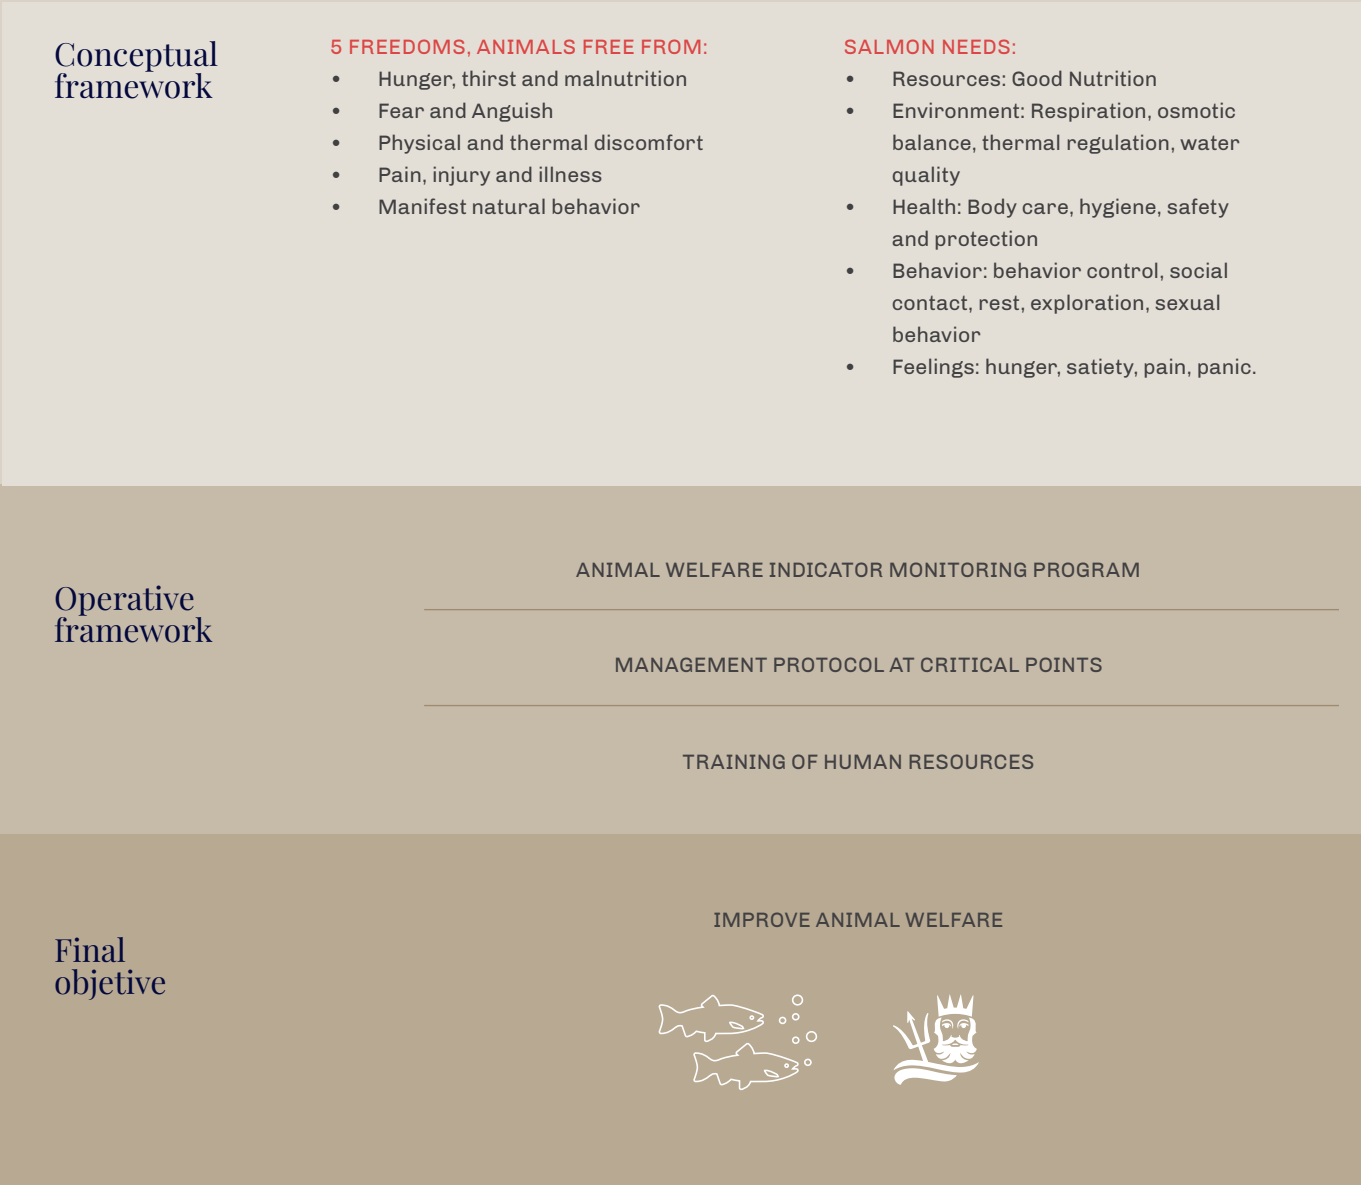 Conceptual
framework
5 FREEDOMS, ANIMALS FREE FROM:
• Hunger, thirst and malnutrition
• Fear and Anguish
• Physical and thermal discomfort
• Pain, injury and illness
• Manifest natural behavior
SALMON NEEDS:
• Resources: Good Nutrition
• Environment: Respiration, osmotic
balance, thermal regulation, water
quality
• Health: Body care, hygiene, safety
and protection
• Behavior: behavior control, social
contact, rest, exploration, sexual
behavior
• Feelings: hunger, satiety, pain, panic.
Operative
framework
ANIMAL WELFARE INDICATOR MONITORING PROGRAM
MANAGEMENT PROTOCOL AT CRITICAL POINTS
TRAINING OF HUMAN RESOURCES
Final
objetive
IMPROVE ANIMAL WELFARE